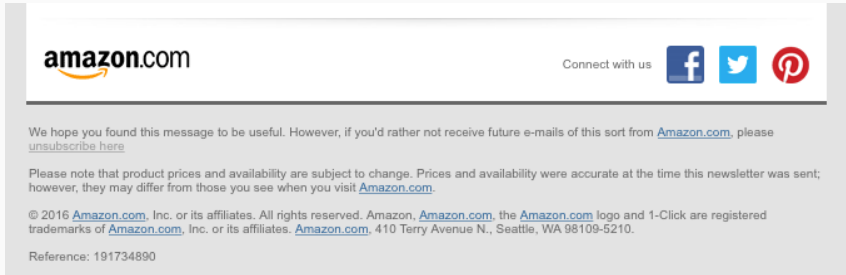 amazon.com
Connect with us
We hope you found this message to be useful. However, if you'd rather not receive future e-mails of this sort from Amazon.com, please
unsubscribe here
Please note that product prices and availability are subject to change. Prices and availability were accurate at the time this newsletter was sent;
however, they may differ from those you see when you visit Amazon.com.
© 2016 Amazon.com, Inc. or its affiliates. All rights reserved. Amazon, Amazon.com, the Amazon.com logo and 1-Click are registered
trademarks of Amazon.com, Inc. or its affiliates. Amazon.com, 410 Terry Avenue N., Seattle, WA 98109-5210.
Reference: 191734890